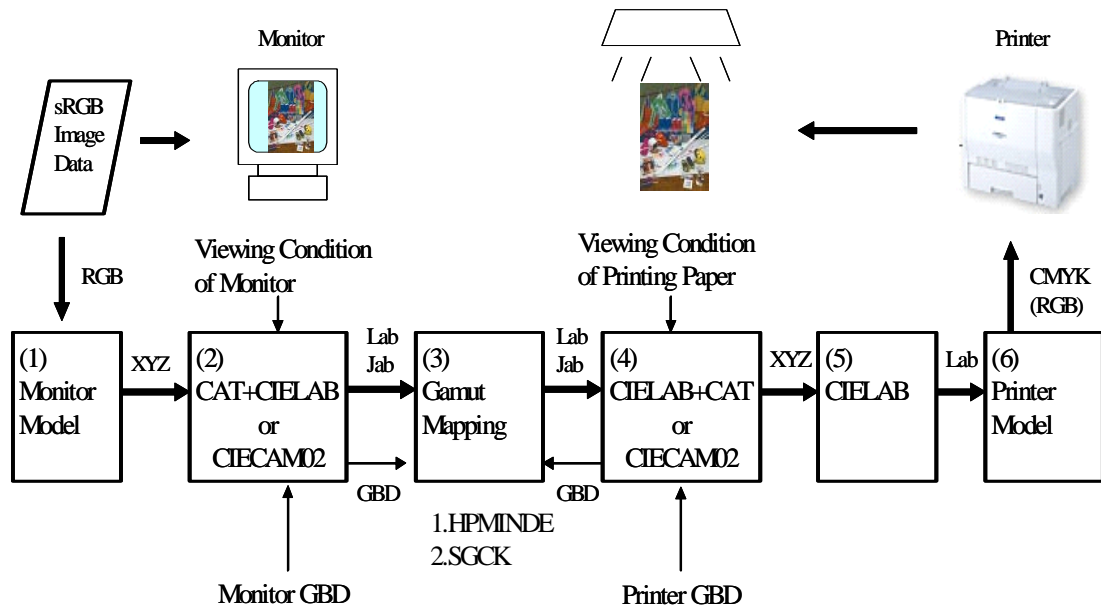 Monitor
Printer
sRGB
Image
Data
Viewing Condition
of Monitor
Viewing Condition
of Printing Paper
RGB
CMYK
(RGB)
(1)
Monitor
Model
XYZ
(2)
CAT+CIELAB
or
CIECAM02
Lab
Jab
GBD
(3)
Gamut
Mapping
Lab
Jab
GBD
(4)
CIELAB+CAT
or
CIECAM02
XYZ
(5)
CIELAB
Lab
(6)
Printer
Model
1.HPMINDE
2.SGCK
Monitor GBD
Printer GBD